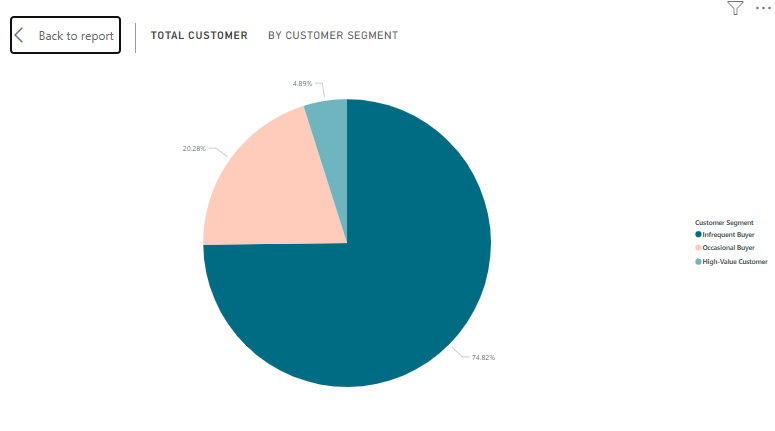 Back to report
TOTAL CUSTOMER
BY CUSTOMER SEGMENT
4.89%
20.28%
74.82%
Customer Segment
Infrequent Buyer
Occasional Buyer
High-Value Customer